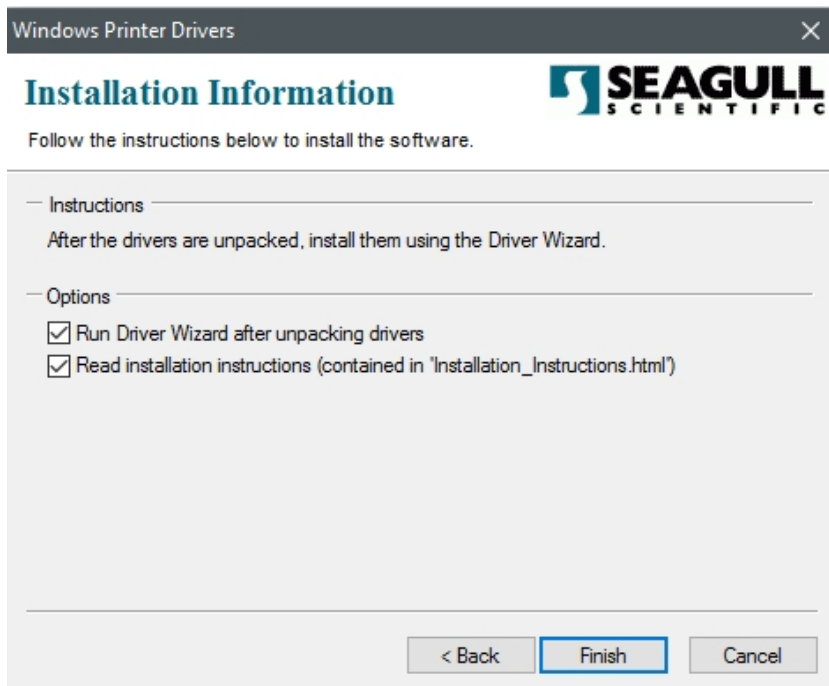 Windows Printer Drivers
Installation Information
SEAGULL
SCIENTIFIC
Follow the instructions below to install the software.
Instructions
After the drivers are unpacked, install them using the Driver Wizard.
Options
Run Driver Wizard after unpacking drivers
Read installation instructions (contained in 'Installation_Instructions.html')
< Back
Finish
Cancel